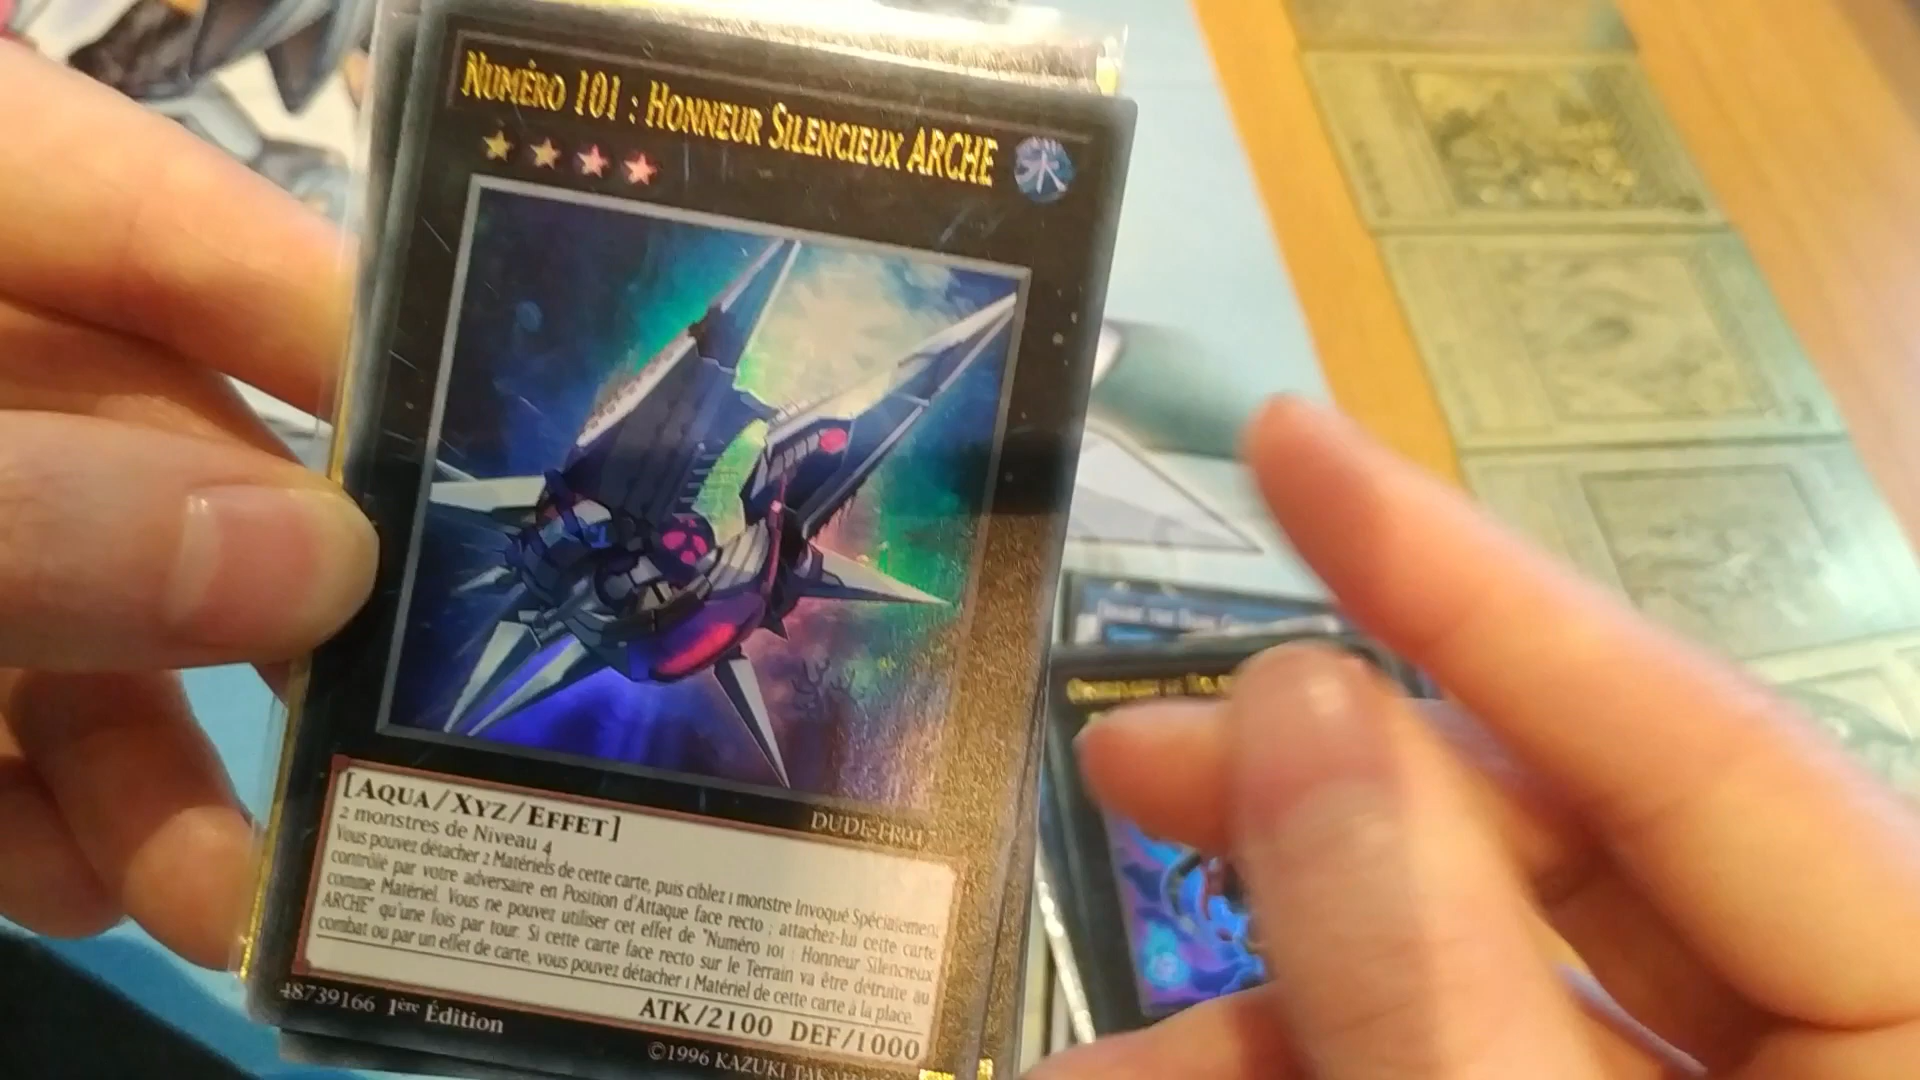 NUMÉRO 101 : HONNEUR SILENCIEUX ARCHE
水
[AQUA/XYZ/EFFET]
DUDE-FR017
2 monstres de Niveau 4
Vous pouvez détacher 2 Matériels de cette carte, puis ciblez 1 monstre Invoqué Spécialement
contrôlé par votre adversaire en Position d'Attaque face recto ; attachez-lui cette carte
comme Matériel. Vous ne pouvez utiliser cet effet de "Numéro 101 : Honneur Silencieux
ARCHE" qu'une fois par tour. Si cette carte face recto sur le Terrain va être détruite au
combat ou par un effet de carte, vous pouvez détacher 1 Matériel de cette carte à la place.
ATK/2100 DEF/1000
48739166 1ère Édition
©1996 KAZUKI